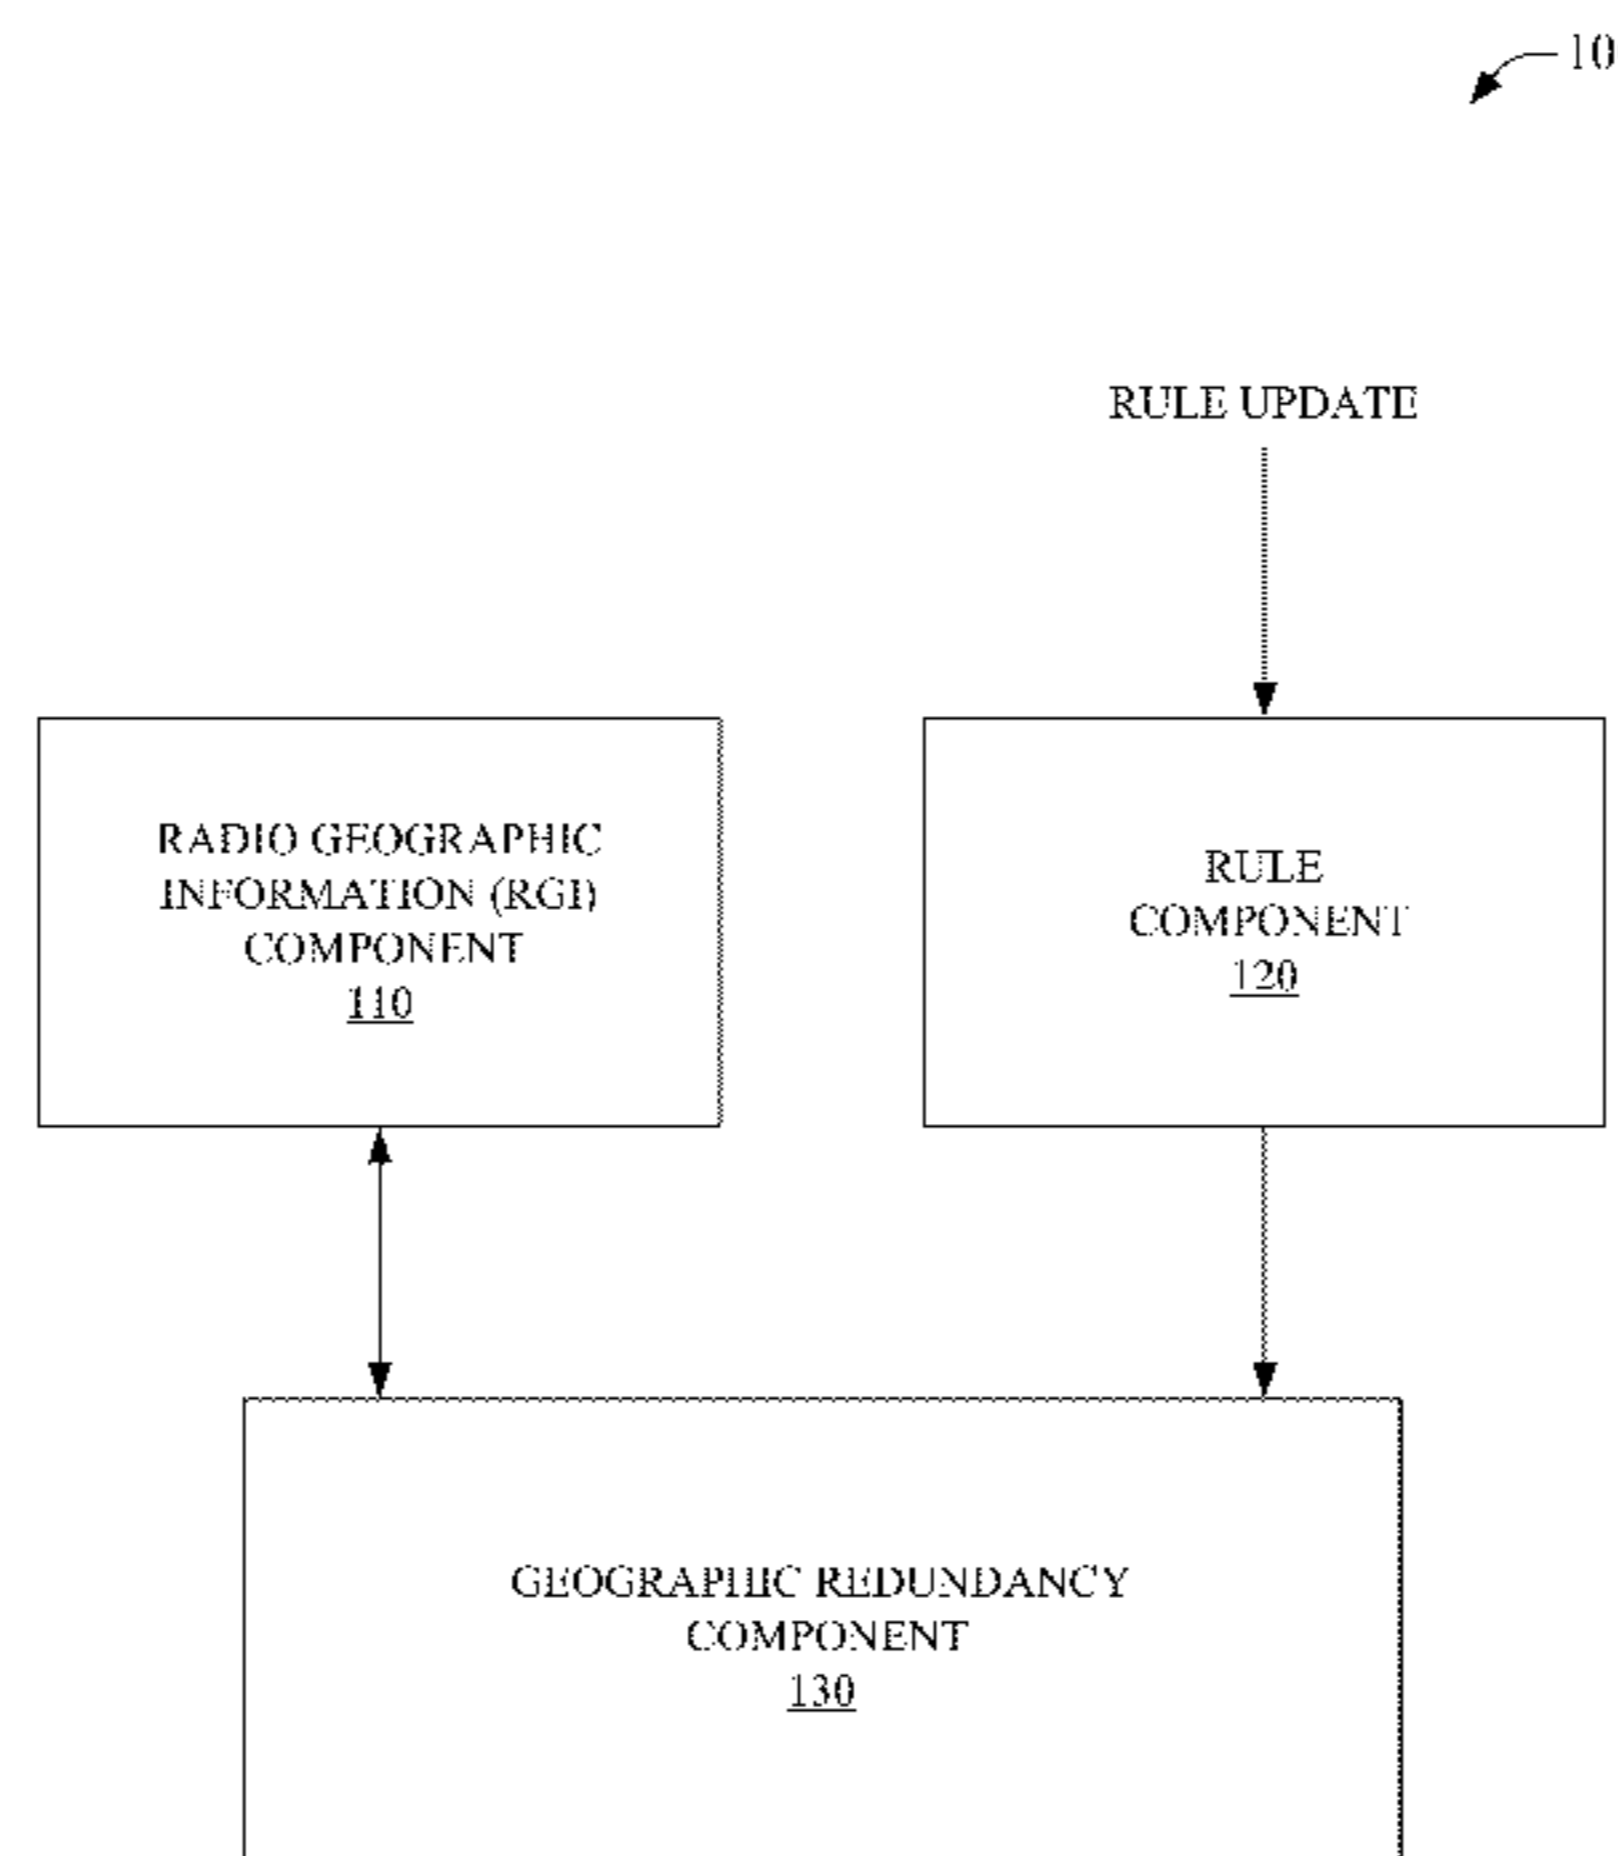 10
RULE UPDATE
RADIO GEOGRAPHIC
INFORMATION (RGI)
COMPONENT
110
RULE
COMPONENT
120
GEOGRAPHIC REDUNDANCY
COMPONENT
130